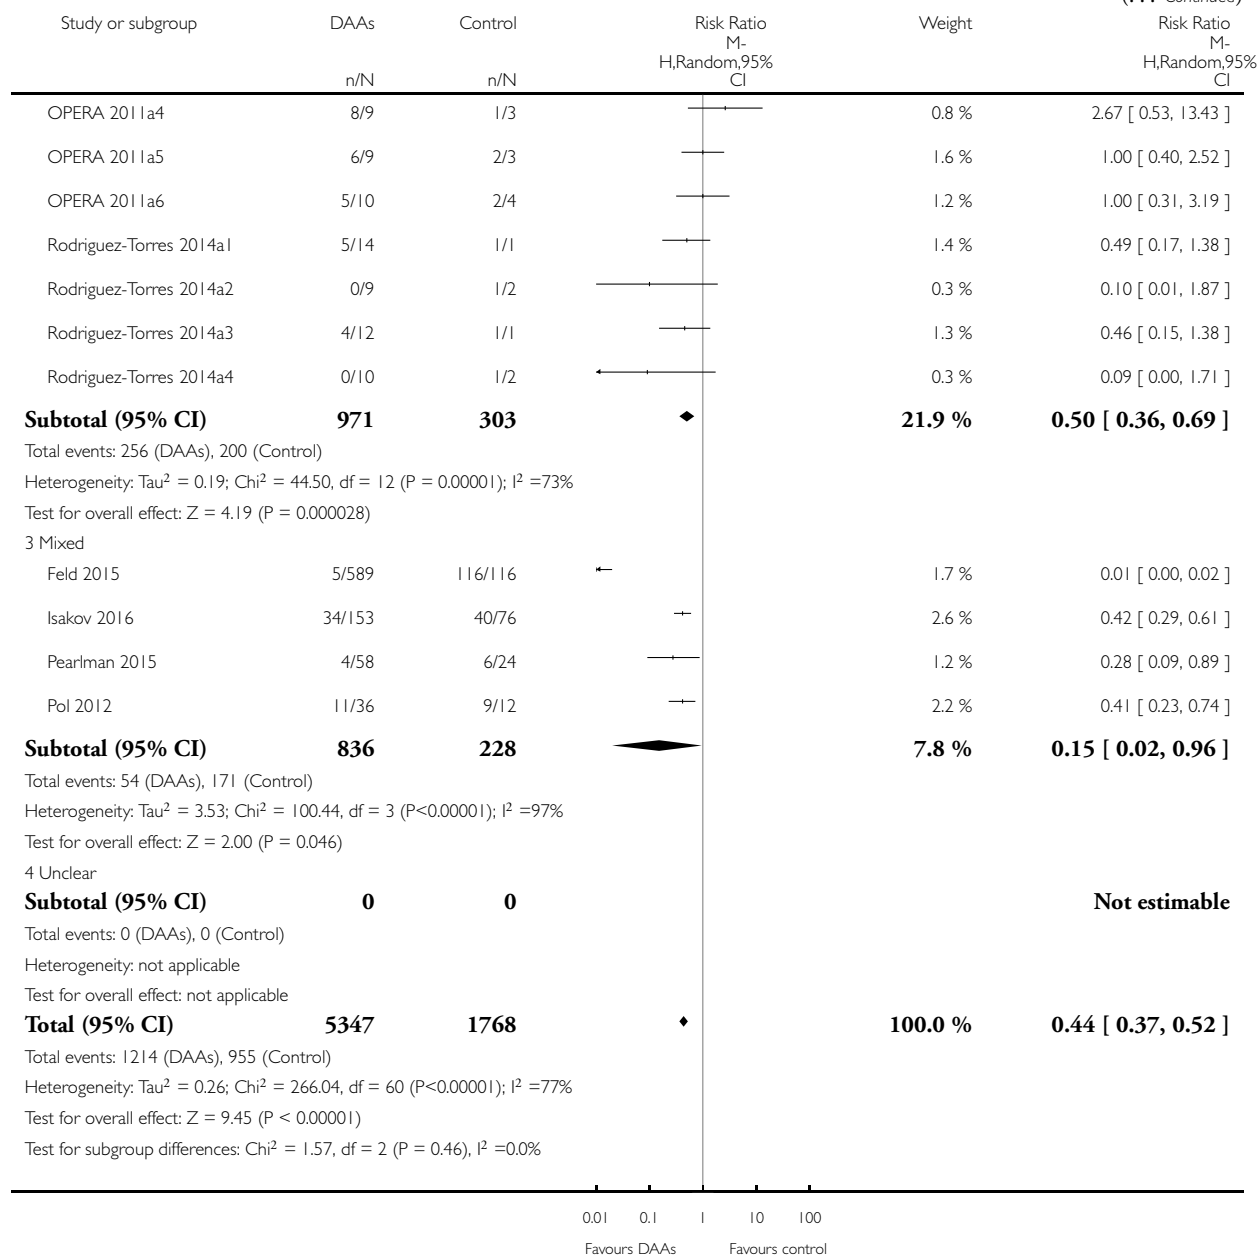 Continued)
Study or subgroup DAAs Control Risk Ratio Weight Risk Ratio
M- M-
H,Random,95% H,Random,95%
n/N n/N CI CI
OPERA 2011a4 8/9 1/3 0.8 % 2.67 [ 0.53, 13.43 ]
OPERA 2011a5 6/9 2/3 1.6 % 1.00 [ 0.40, 2.52 ]
OPERA 2011a6 5/10 2/4 1.2 % 1.00 [ 0.31, 3.19 ]
Rodriguez-Torres 2014a1 5/14 1/1 1.4 % 0.49 [ 0.17, 1.38 ]
Rodriguez-Torres 2014a2 0/9 1/2 0.3 % 0.10 [ 0.01, 1.87 ]
Rodriguez-Torres 2014a3 4/12 1/1 1.3 % 0.46 [ 0.15, 1.38 ]
Rodriguez-Torres 2014a4 0/10 1/2 0.3 % 0.09 [ 0.00, 1.71 ]
Subtotal (95% CI) 971 303 21.9 % 0.50 [ 0.36, 0.69 ]
Total events: 256 (DAAs), 200 (Control)
Heterogeneity: Tau² = 0.19; Chi² = 44.50, df = 12 (P = 0.00001); I² =73%
Test for overall effect: Z = 4.19 (P = 0.000028)
3 Mixed
Feld 2015 5/589 116/116 1.7 % 0.01 [ 0.00, 0.02 ]
Isakov 2016 34/153 40/76 2.6 % 0.42 [ 0.29, 0.61 ]
Pearlman 2015 4/58 6/24 1.2 % 0.28 [ 0.09, 0.89 ]
Pol 2012 11/36 9/12 2.2 % 0.41 [ 0.23, 0.74 ]
Subtotal (95% CI) 836 228 7.8 % 0.15 [ 0.02, 0.96 ]
Total events: 54 (DAAs), 171 (Control)
Heterogeneity: Tau² = 3.53; Chi² = 100.44, df = 3 (P<0.00001); I² =97%
Test for overall effect: Z = 2.00 (P = 0.046)
4 Unclear
Subtotal (95% CI) 0 0 Not estimable
Total events: 0 (DAAs), 0 (Control)
Heterogeneity: not applicable
Test for overall effect: not applicable
Total (95% CI) 5347 1768 100.0 % 0.44 [ 0.37, 0.52 ]
Total events: 1214 (DAAs), 955 (Control)
Heterogeneity: Tau² = 0.26; Chi² = 266.04, df = 60 (P<0.00001); I² =77%
Test for overall effect: Z = 9.45 (P < 0.00001)
Test for subgroup differences: Chi² = 1.57, df = 2 (P = 0.46), I² =0.0%
0.01 0.1 1 10 100
Favours DAAs Favours control